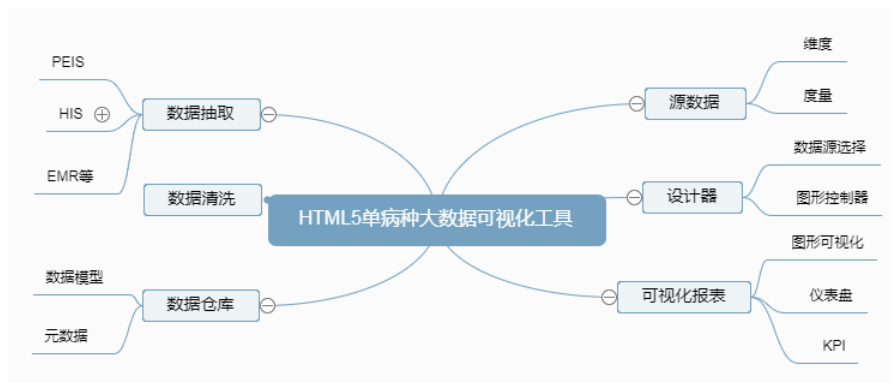 PEIS
HIS
EMR等
数据抽取
数据清洗
数据模型
元数据
数据仓库
HTML5单病种大数据可视化工具
源数据
维度
度量
设计器
数据源选择
图形控制器
可视化报表
图形可视化
仪表盘
KPI